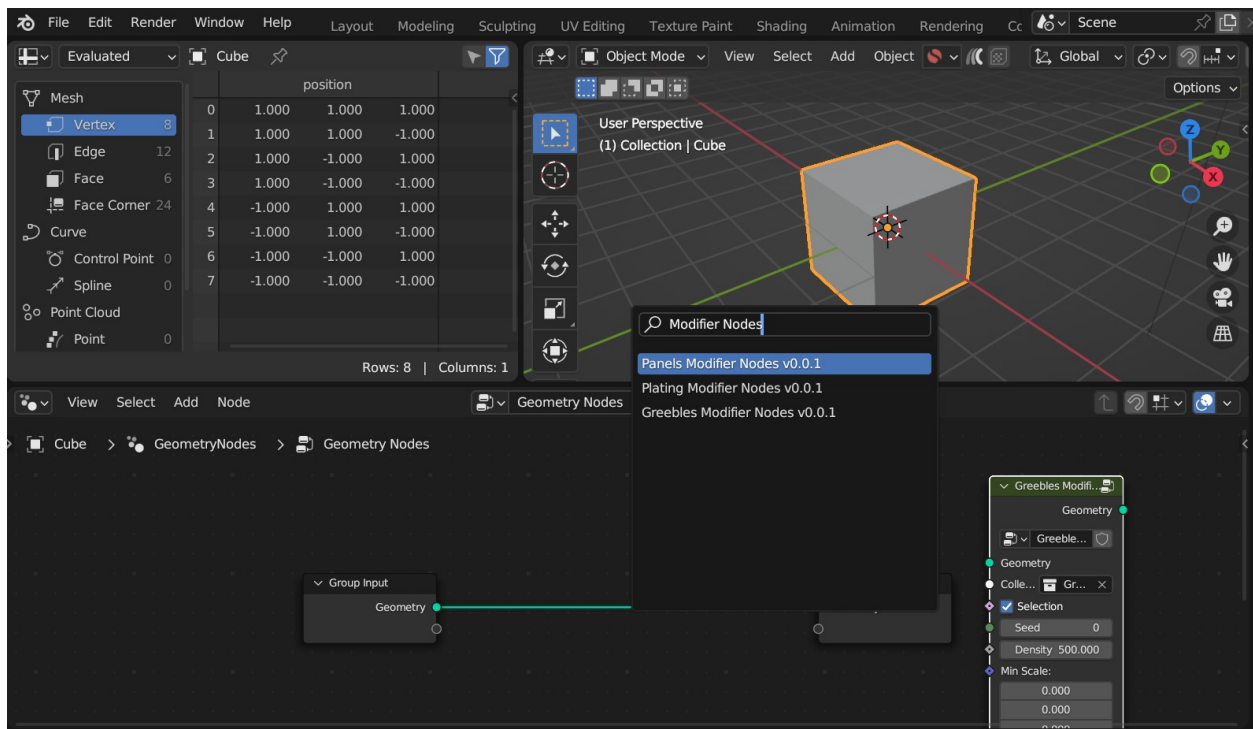 File Edit Render Window Help Layout Modeling Sculpting UV Editing Texture Paint Shading Animation Rendering Cc Scene
Evaluated Cube
Object Mode View Select Add Object Global
Options
position
Mesh
Vertex 8
Edge 12
Face 6
Face Corner 24
Curve
Control Point 0
Spline 0
Point Cloud
Point 0
0 1.000 1.000 1.000
1 1.000 1.000 -1.000
2 1.000 -1.000 1.000
3 1.000 -1.000 -1.000
4 -1.000 1.000 1.000
5 -1.000 1.000 -1.000
6 -1.000 -1.000 1.000
7 -1.000 -1.000 -1.000
Rows: 8 | Columns: 1
User Perspective
(1) Collection | Cube
Z
Y
X
Modifier Nodes
Panels Modifier Nodes v0.0.1
Plating Modifier Nodes v0.0.1
Greebles Modifier Nodes v0.0.1
View Select Add Node Geometry Nodes
Cube > GeometryNodes > Geometry Nodes
Group Input
Geometry
Greebles Modifi...
Geometry
Greeble...
Geometry
Colle... Gr...
Selection
Seed 0
Density 500.000
Min Scale:
0.000
0.000
0.000